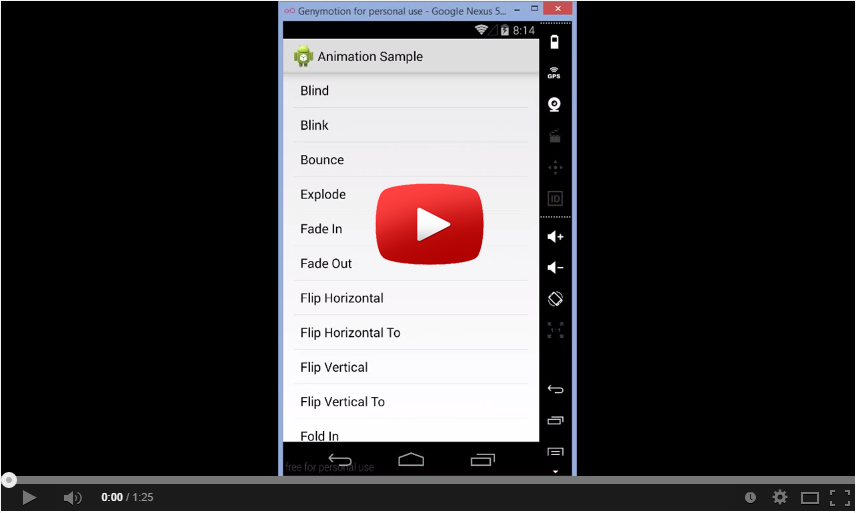 Genymotion for personal use - Google Nexus 5...
8:14
Animation Sample
GPS
Blind
Blink
Bounce
Explode
ID
Fade In
Fade Out
Flip Horizontal
Flip Horizontal To
1:1
Flip Vertical
Flip Vertical To
Fold In
free for personal use
0:00 / 1:25